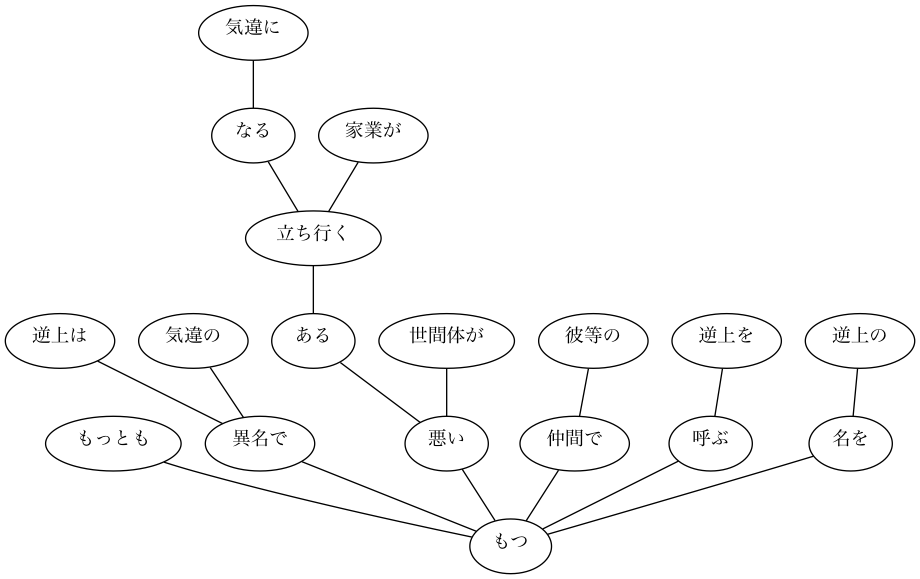 気違に
なる 家業が
立ち行く
逆上は 気違の ある 世間体が 彼等の 逆上を 逆上の
もっとも 異名で 悪い 仲間で 呼ぶ 名を
もつ